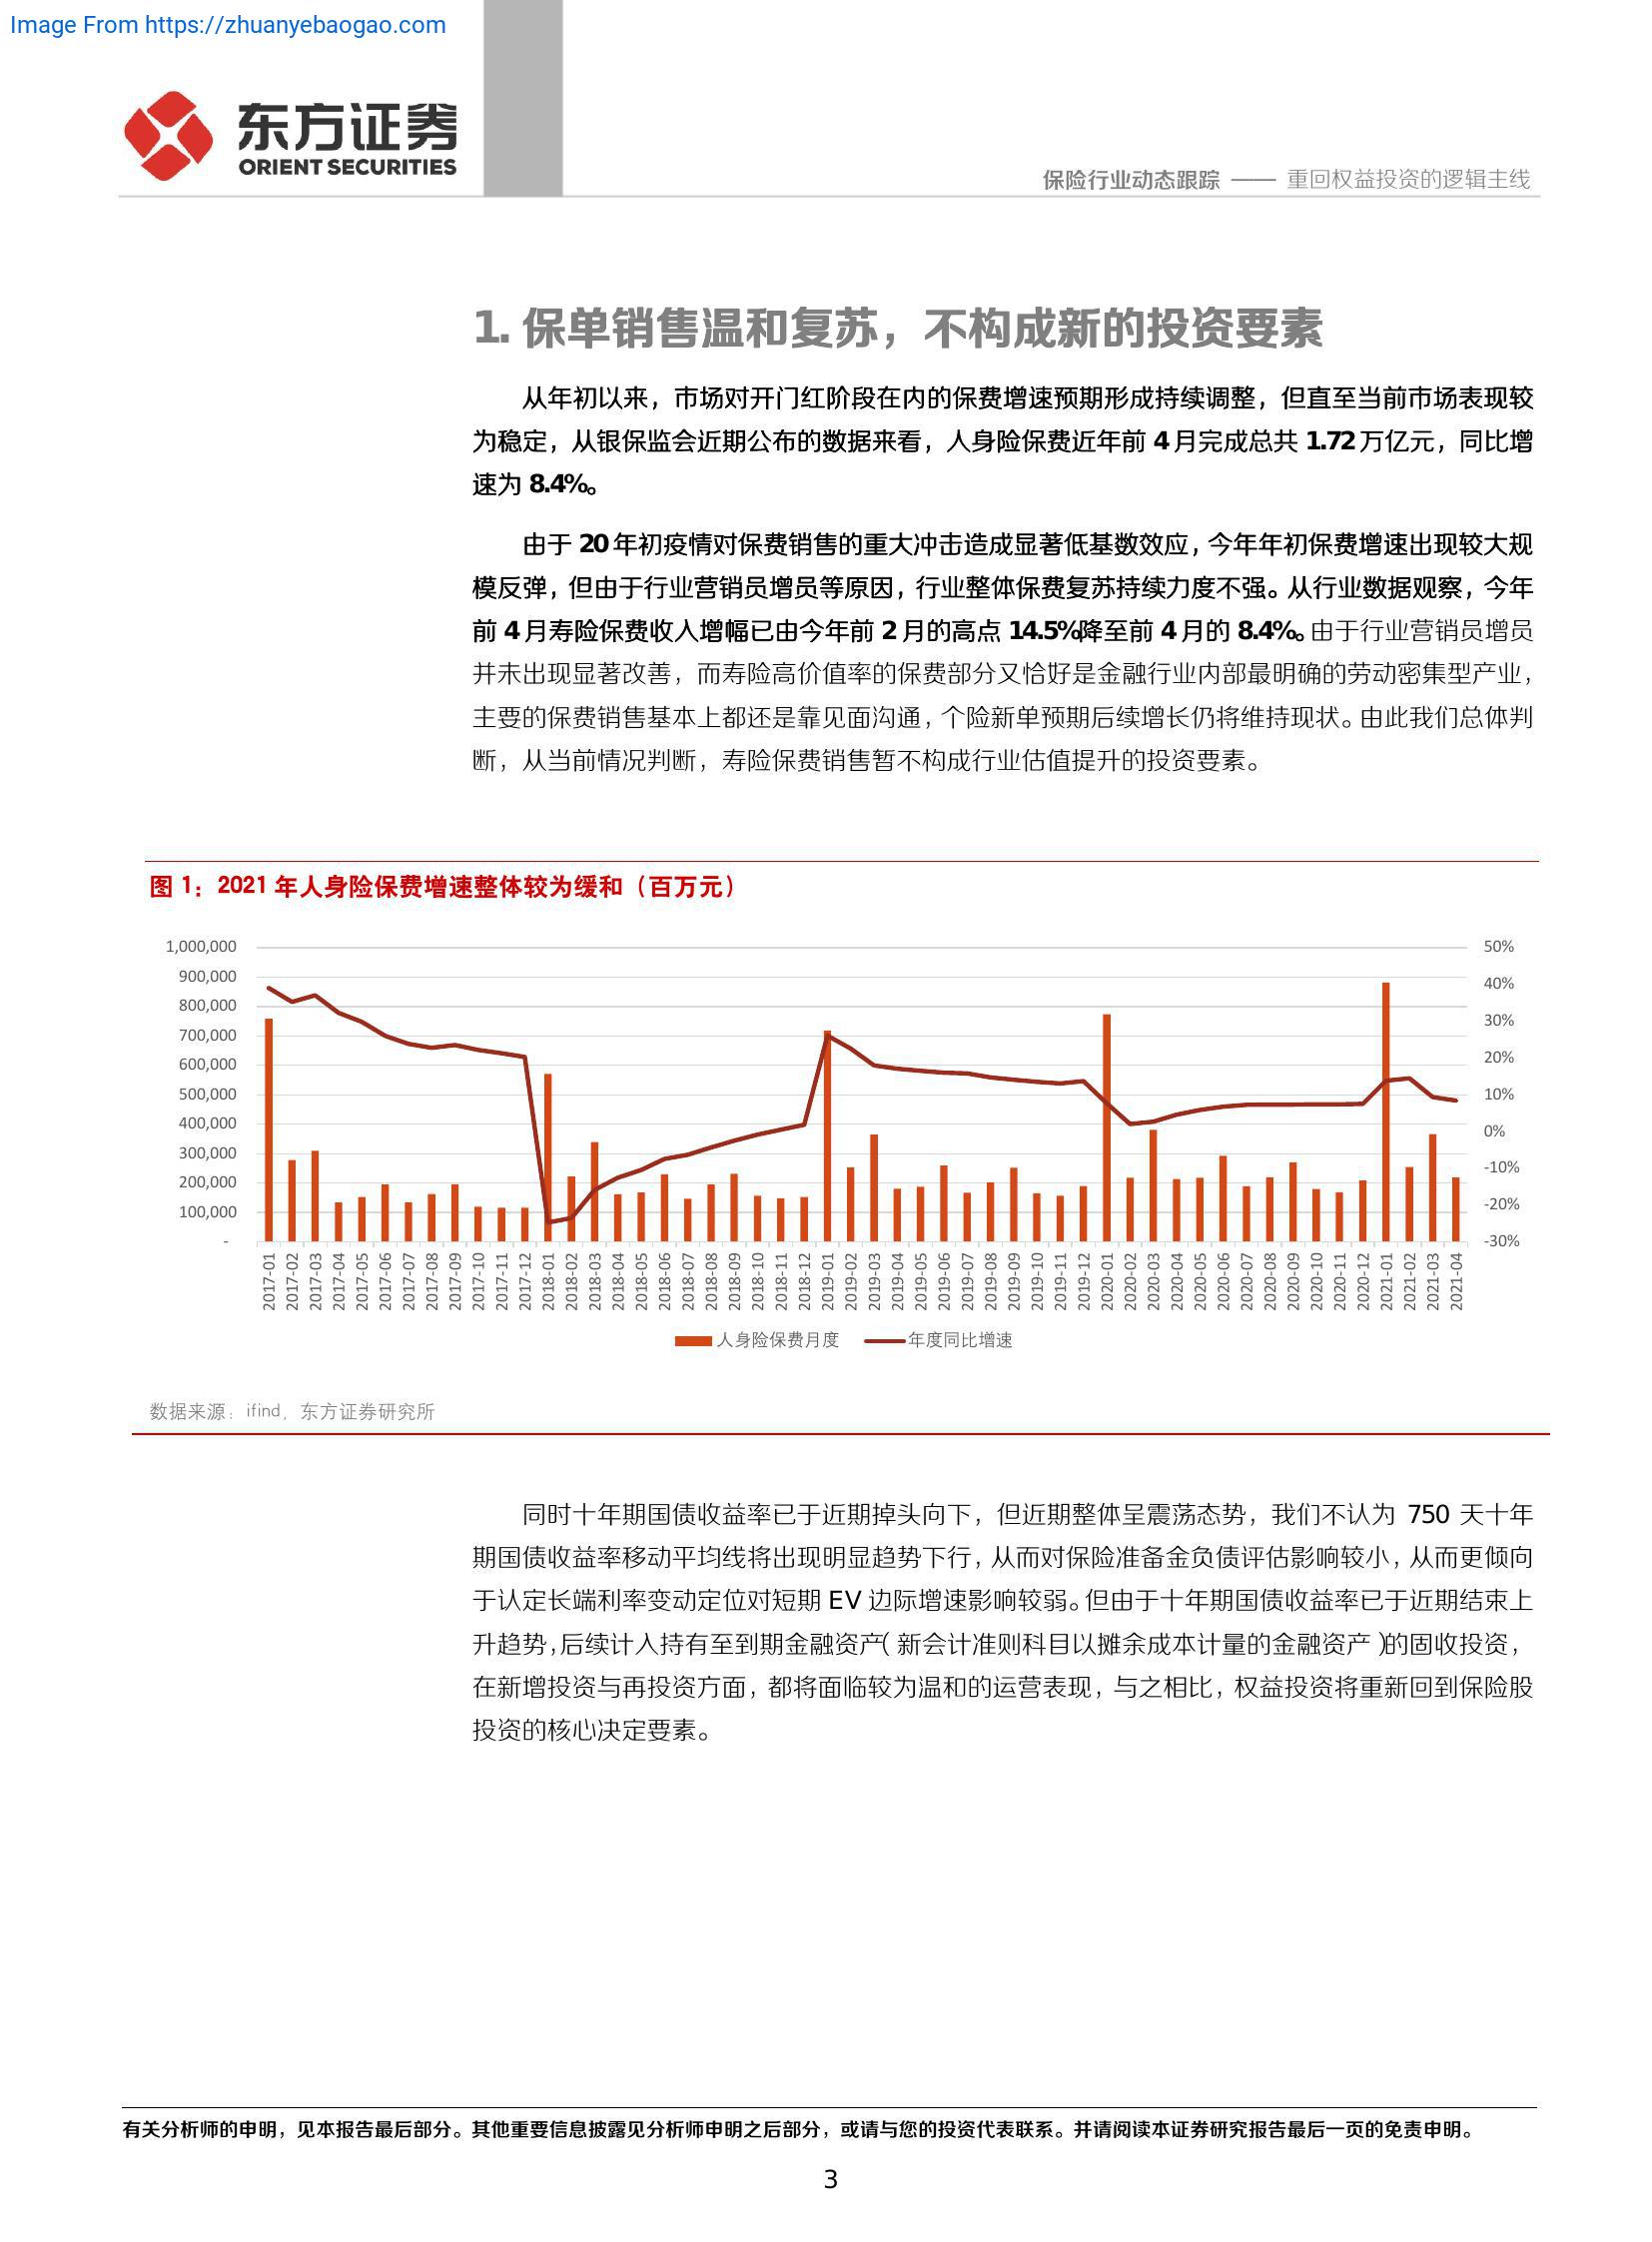 Image From https://zhuanyebaogao.com
东方证券
ORIENT SECURITIES
保险行业动态跟踪 —— 重回权益投资的逻辑主线
1. 保单销售温和复苏，不构成新的投资要素
从年初以来，市场对开门红阶段在内的保费增速预期形成持续调整，但直至当前市场表现较
为稳定，从银保监会近期公布的数据来看，人身险保费近年前 4 月完成总共 1.72 万亿元，同比增
速为 8.4%。
由于 20 年初疫情对保费销售的重大冲击造成显著低基数效应，今年年初保费增速出现较大规
模反弹，但由于行业营销员增员等原因，行业整体保费复苏持续力度不强。从行业数据观察，今年
前 4 月寿险保费收入增幅已由今年前 2 月的高点 14.5%降至前 4 月的 8.4%。由于行业营销员增员
并未出现显著改善，而寿险高价值率的保费部分又恰好是金融行业内部最明确的劳动密集型产业，
主要的保费销售基本上都还是靠见面沟通，个险新单预期后续增长仍将维持现状。由此我们总体判
断，从当前情况判断，寿险保费销售暂不构成行业估值提升的投资要素。
图 1：2021 年人身险保费增速整体较为缓和（百万元）
1,000,000
900,000
800,000
700,000
600,000
500,000
400,000
300,000
200,000
100,000
-
50%
40%
30%
20%
10%
0%
-10%
-20%
-30%
2017-01
2017-02
2017-03
2017-04
2017-05
2017-06
2017-07
2017-08
2017-09
2017-10
2017-11
2017-12
2018-01
2018-02
2018-03
2018-04
2018-05
2018-06
2018-07
2018-08
2018-09
2018-10
2018-11
2018-12
2019-01
2019-02
2019-03
2019-04
2019-05
2019-06
2019-07
2019-08
2019-09
2019-10
2019-11
2019-12
2020-01
2020-02
2020-03
2020-04
2020-05
2020-06
2020-07
2020-08
2020-09
2020-10
2020-11
2020-12
2021-01
2021-02
2021-03
2021-04
人身险保费月度
年度同比增速
数据来源：ifind，东方证券研究所
同时十年期国债收益率已于近期掉头向下，但近期整体呈震荡态势，我们不认为 750 天十年
期国债收益率移动平均线将出现明显趋势下行，从而对保险准备金负债评估影响较小，从而更倾向
于认定长端利率变动定位对短期 EV 边际增速影响较弱。但由于十年期国债收益率已于近期结束上
升趋势，后续计入持有至到期金融资产（新会计准则科目以摊余成本计量的金融资产）的固收投资，
在新增投资与再投资方面，都将面临较为温和的运营表现，与之相比，权益投资将重新回到保险股
投资的核心决定要素。
有关分析师的申明，见本报告最后部分。其他重要信息披露见分析师申明之后部分，或请与您的投资代表联系。并请阅读本证券研究报告最后一页的免责申明。
3